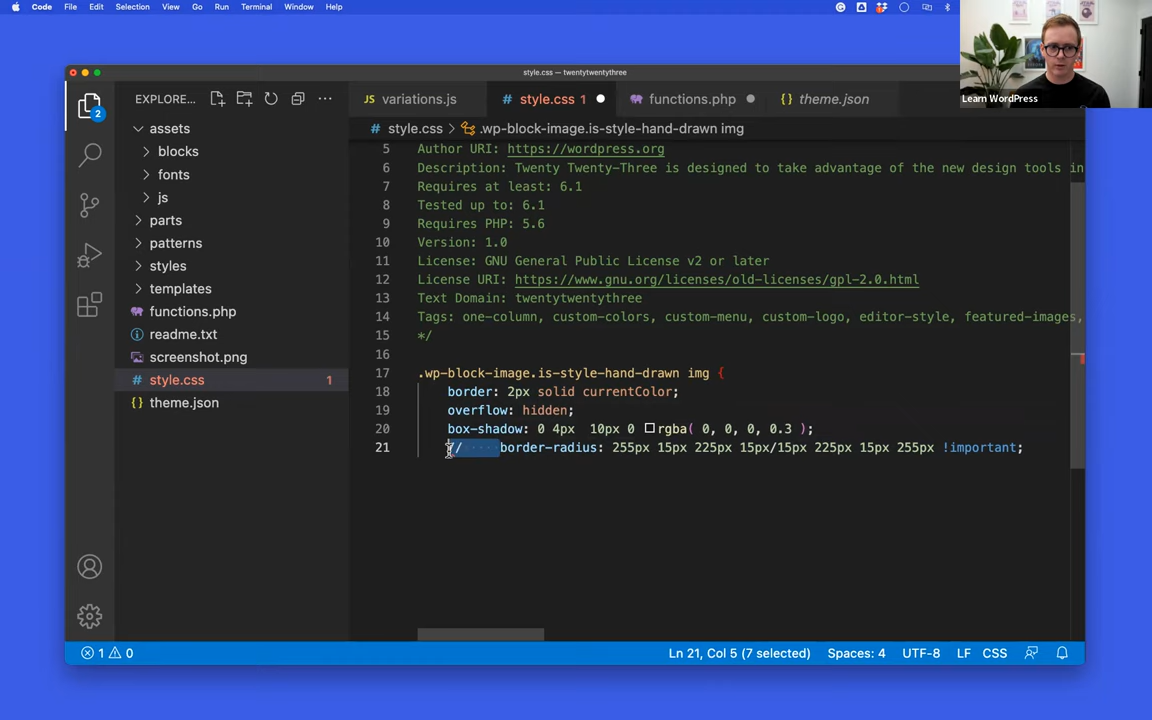 Code File Edit Selection View Go Run Terminal Window Help
style.css — twentytwentythree
Learn WordPress
EXPLORE...
JS variations.js
# style.css 1
functions.php
{} theme.json
2
# style.css > .wp-block-image.is-style-hand-drawn img
assets
blocks
fonts
js
parts
patterns
styles
templates
functions.php
readme.txt
screenshot.png
# style.css 1
{} theme.json
5 Author URI: https://wordpress.org
6 Description: Twenty Twenty-Three is designed to take advantage of the new design tools in
7 Requires at least: 6.1
8 Tested up to: 6.1
9 Requires PHP: 5.6
10 Version: 1.0
11 License: GNU General Public License v2 or later
12 License URI: https://www.gnu.org/licenses/old-licenses/gpl-2.0.html
13 Text Domain: twentytwentythree
14 Tags: one-column, custom-colors, custom-menu, custom-logo, editor-style, featured-images,
15 */
16
17 .wp-block-image.is-style-hand-drawn img {
18 border: 2px solid currentColor;
19 overflow: hidden;
20 box-shadow: 0 4px 10px 0 rgba( 0, 0, 0, 0.3 );
21 // border-radius: 255px 15px 225px 15px/15px 225px 15px 255px !important;
1 0
Ln 21, Col 5 (7 selected) Spaces: 4 UTF-8 LF CSS